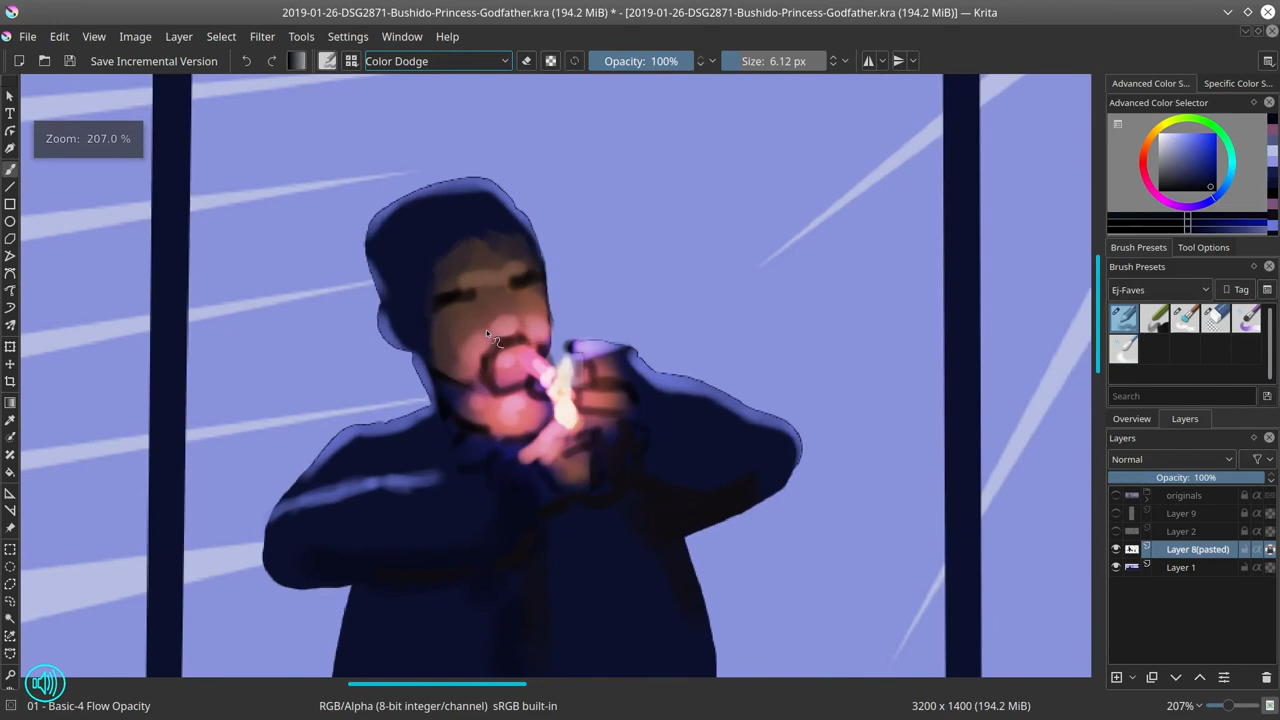 2019-01-26-DSG2871-Bushido-Princess-Godfather.kra (194.2 MiB) * - [2019-01-26-DSG2871-Bushido-Princess-Godfather.kra (194.2 MiB)] — Krita
File Edit View Image Layer Select Filter Tools Settings Window Help
Save Incremental Version Color Dodge Opacity: 100% Size: 6.12 px
Advanced Color S... Specific Color S...
Advanced Color Selector
Zoom: 207.0 %
Brush Presets Tool Options
Brush Presets
Ej-Faves Tag
Search
Overview Layers
Layers
Normal
Opacity: 100%
originals
Layer 9
Layer 2
Layer 8(pasted)
Layer 1
01 - Basic-4 Flow Opacity RGB/Alpha (8-bit integer/channel) sRGB built-in 3200 x 1400 (194.2 MiB) 207%